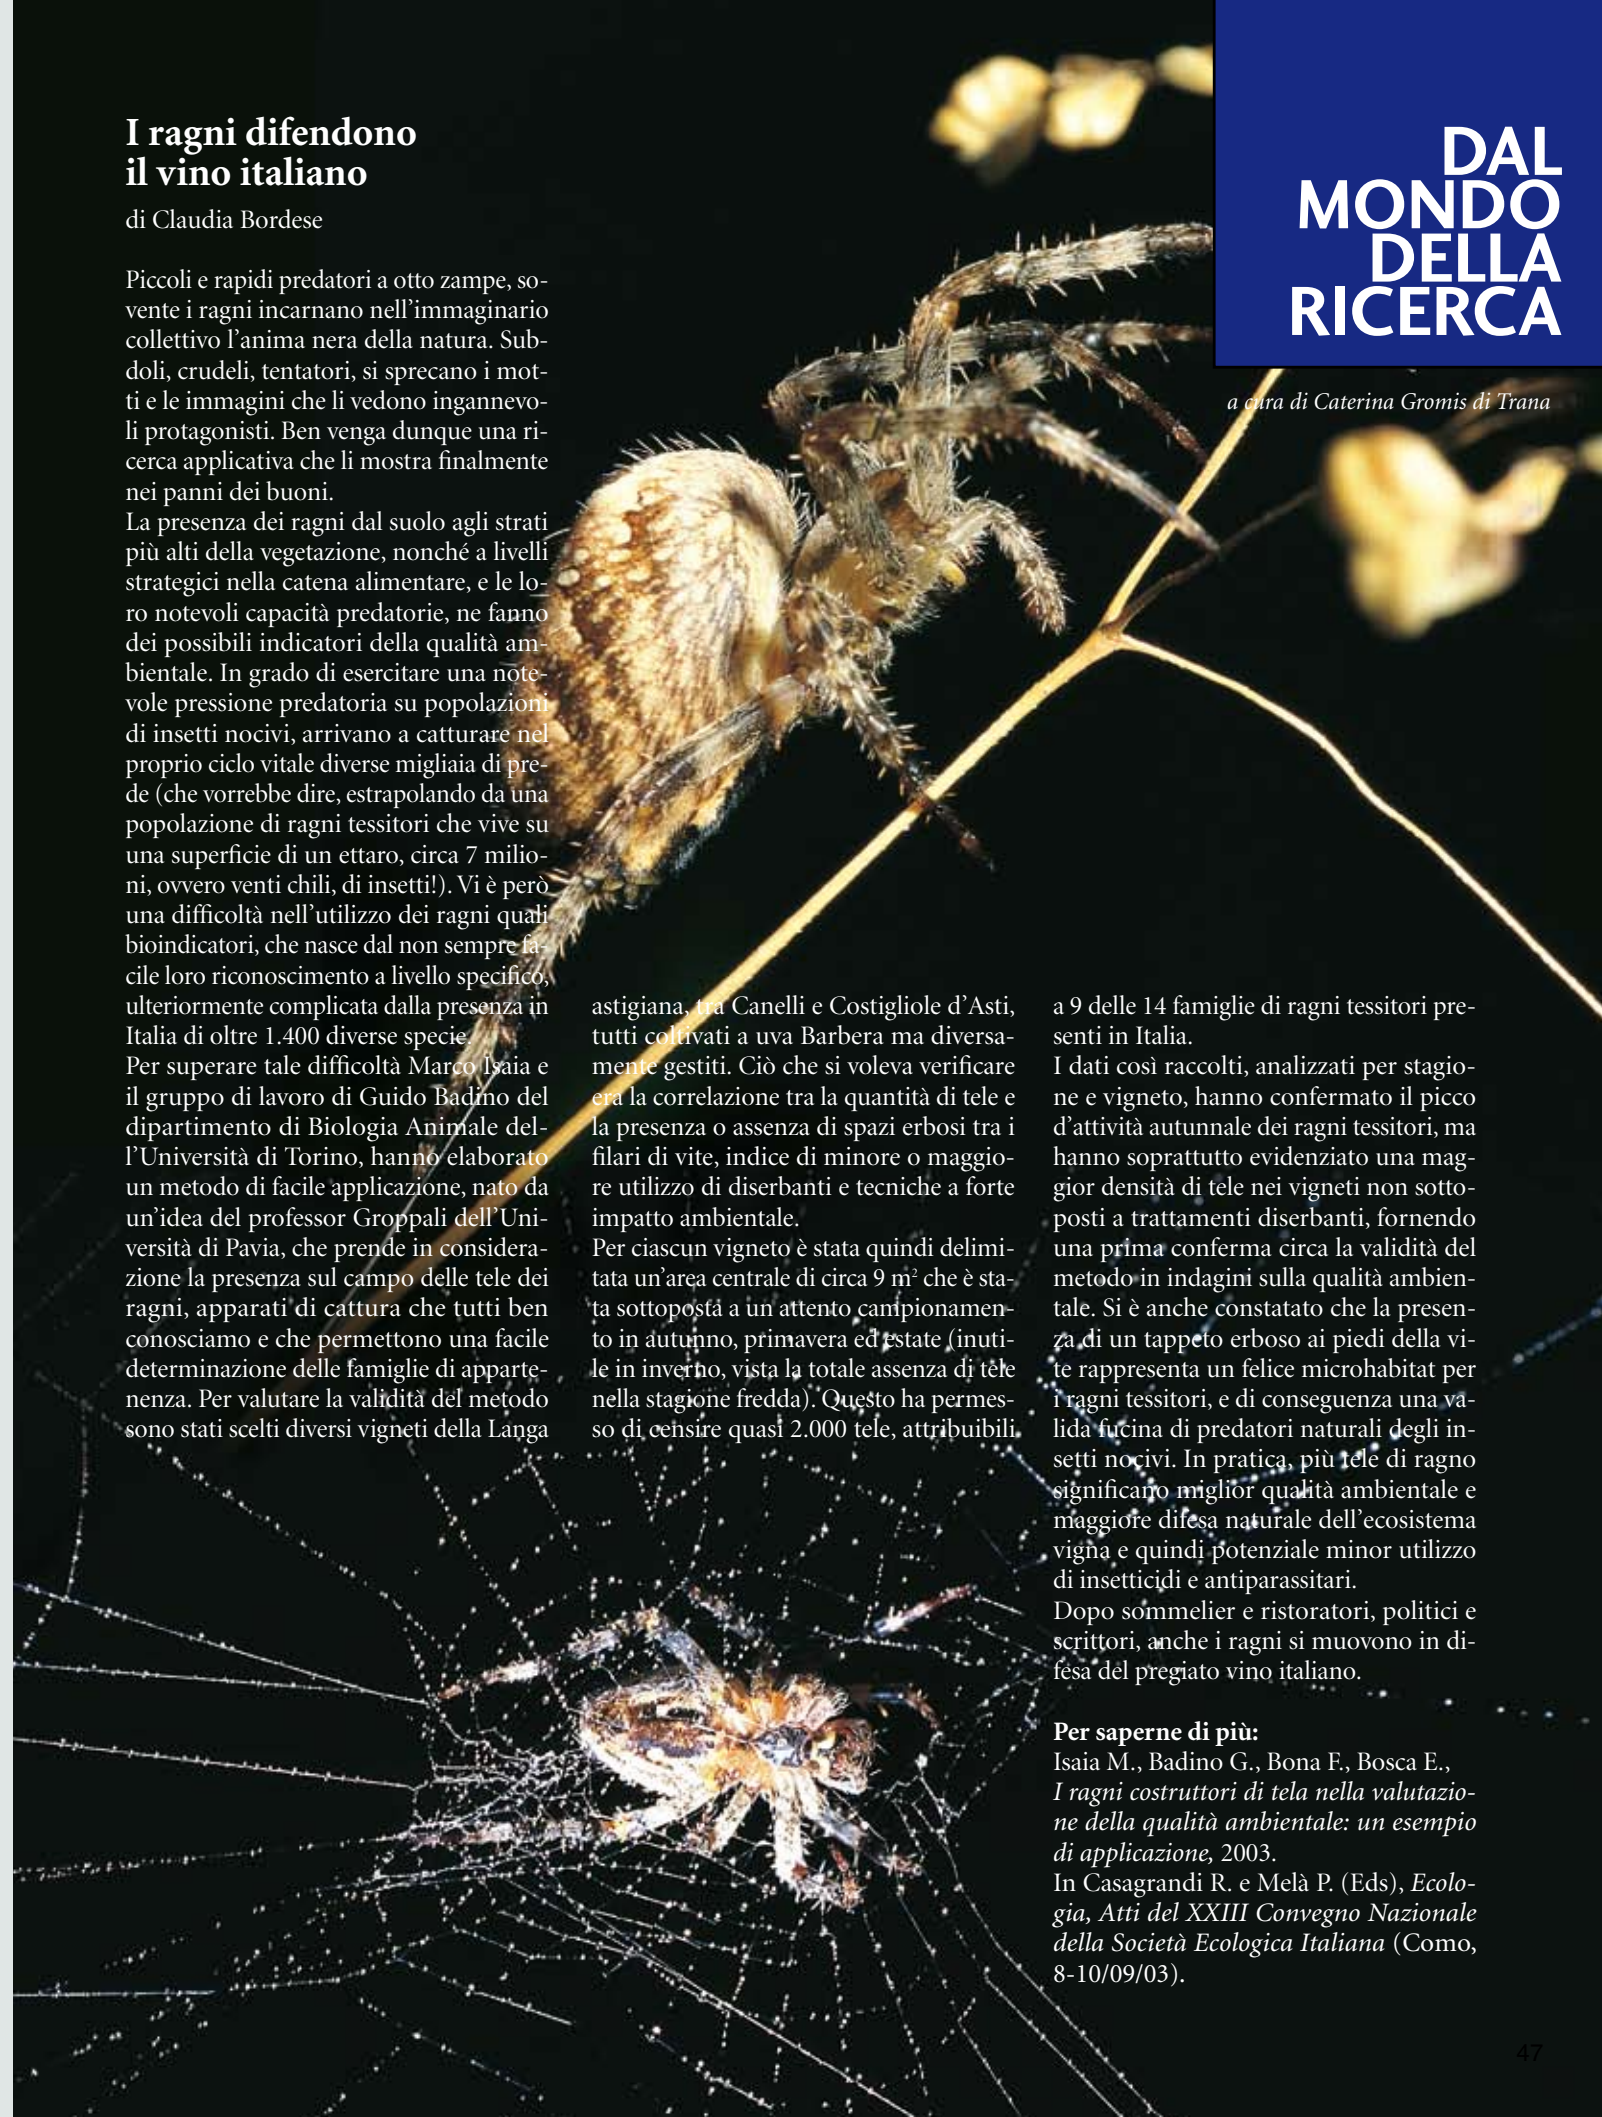 I ragni difendono
il vino italiano
di Claudia Bordese
Piccoli e rapidi predatori a otto zampe, so-
vente i ragni incarnano nell'immaginario
collettivo l'anima nera della natura. Sub-
doli, crudeli, tentatori, si sprecano i mot-
ti e le immagini che li vedono ingannevo-
li protagonisti. Ben venga dunque una ri-
cerca applicativa che li mostra finalmente
nei panni dei buoni.
La presenza dei ragni dal suolo agli strati
più alti della vegetazione, nonché a livelli
strategici nella catena alimentare, e le lo-
ro notevoli capacità predatorie, ne fanno
dei possibili indicatori della qualità am-
bientale. In grado di esercitare una note-
vole pressione predatoria su popolazioni
di insetti nocivi, arrivano a catturare nel
proprio ciclo vitale diverse migliaia di pre-
de (che vorrebbe dire, estrapolando da una
popolazione di ragni tessitori che vive su
una superficie di un ettaro, circa 7 milio-
ni, ovvero venti chili, di insetti!). Vi è però
una difficoltà nell'utilizzo dei ragni quali
bioindicatori, che nasce dal non sempre fa-
cile loro riconoscimento a livello specifico,
ulteriormente complicata dalla presenza in
Italia di oltre 1.400 diverse specie.
Per superare tale difficoltà Marco Isaia e
il gruppo di lavoro di Guido Badino del
dipartimento di Biologia Animale del-
l'Università di Torino, hanno elaborato
un metodo di facile applicazione, nato da
un'idea del professor Groppali dell'Uni-
versità di Pavia, che prende in considera-
zione la presenza sul campo delle tele dei
ragni, apparati di cattura che tutti ben
conosciamo e che permettono una facile
determinazione delle famiglie di apparte-
nenza. Per valutare la validità del metodo
sono stati scelti diversi vigneti della Langa
astigiana, tra Canelli e Costigliole d'Asti,
tutti coltivati a uva Barbera ma diversa-
mente gestiti. Ciò che si voleva verificare
era la correlazione tra la quantità di tele e
la presenza o assenza di spazi erbosi tra i
filari di vite, indice di minore o maggio-
re utilizzo di diserbanti e tecniche a forte
impatto ambientale.
Per ciascun vigneto è stata quindi delimi-
tata un'area centrale di circa 9 m² che è sta-
ta sottoposta a un attento campionamen-
to in autunno, primavera ed estate (inuti-
le in inverno, vista la totale assenza di tele
nella stagione fredda). Questo ha permes-
so di censire quasi 2.000 tele, attribuibili
a 9 delle 14 famiglie di ragni tessitori pre-
senti in Italia.
I dati così raccolti, analizzati per stagio-
ne e vigneto, hanno confermato il picco
d'attività autunnale dei ragni tessitori, ma
hanno soprattutto evidenziato una mag-
gior densità di tele nei vigneti non sotto-
posti a trattamenti diserbanti, fornendo
una prima conferma circa la validità del
metodo in indagini sulla qualità ambien-
tale. Si è anche constatato che la presen-
za di un tappeto erboso ai piedi della vi-
te rappresenta un felice microhabitat per
i ragni tessitori, e di conseguenza una va-
lida fucina di predatori naturali degli in-
setti nocivi. In pratica, più tele di ragno
significano miglior qualità ambientale e
maggiore difesa naturale dell'ecosistema
vigna e quindi potenziale minor utilizzo
di insetticidi e antiparassitari.
Dopo sommelier e ristoratori, politici e
scrittori, anche i ragni si muovono in di-
fesa del pregiato vino italiano.
Per saperne di più:
Isaia M., Badino G., Bona F., Bosca E.,
I ragni costruttori di tela nella valutazio-
ne della qualità ambientale: un esempio
di applicazione, 2003.
In Casagrandi R. e Melà P. (Eds), Ecolo-
gia, Atti del XXIII Convegno Nazionale
della Società Ecologica Italiana (Como,
8-10/09/03).
DAL
MONDO
DELLA
RICERCA
a cura di Caterina Gromis di Trana
47